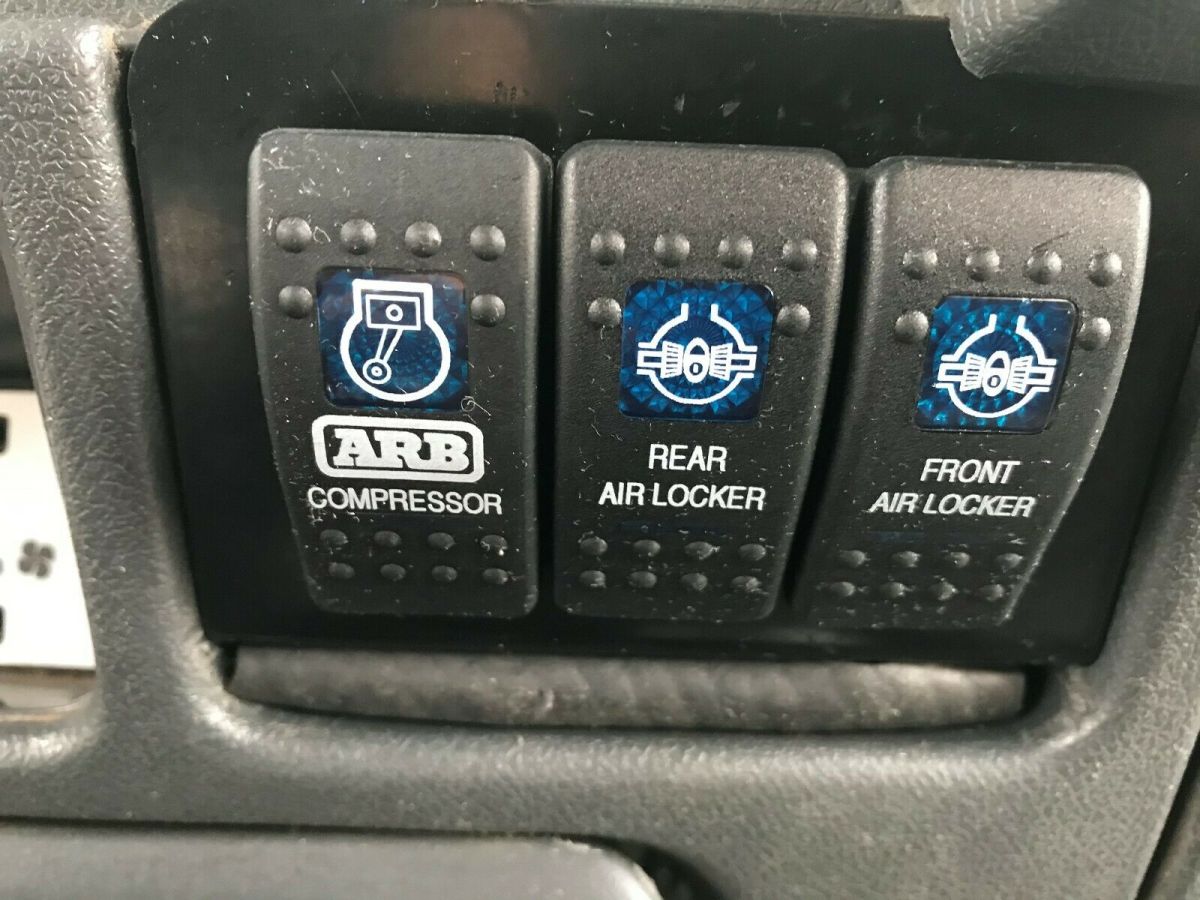 ARB
COMPRESSOR
REAR
AIR LOCKER
FRONT
AIR LOCKER